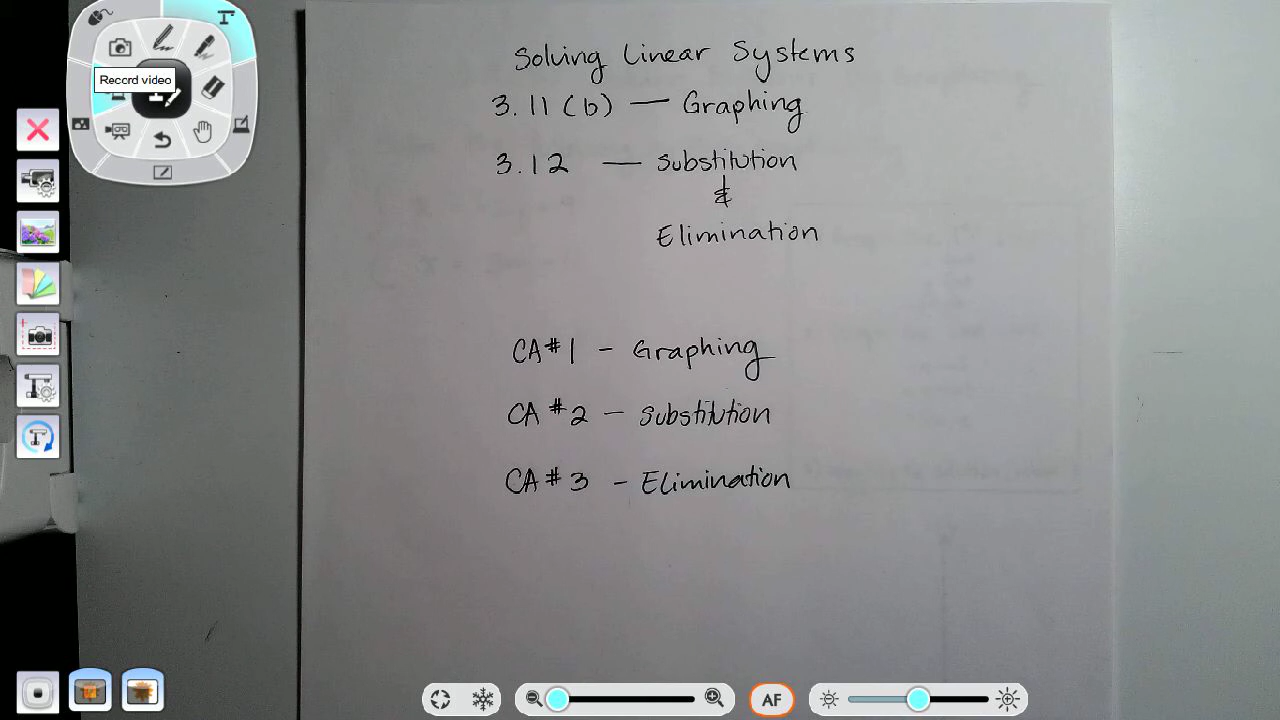 Record video
Solving Linear Systems
3.11 (b) — Graphing
3.12 — Substitution
&
Elimination
CA#1 - Graphing
CA #2 - Substitution
CA #3 - Elimination
AF